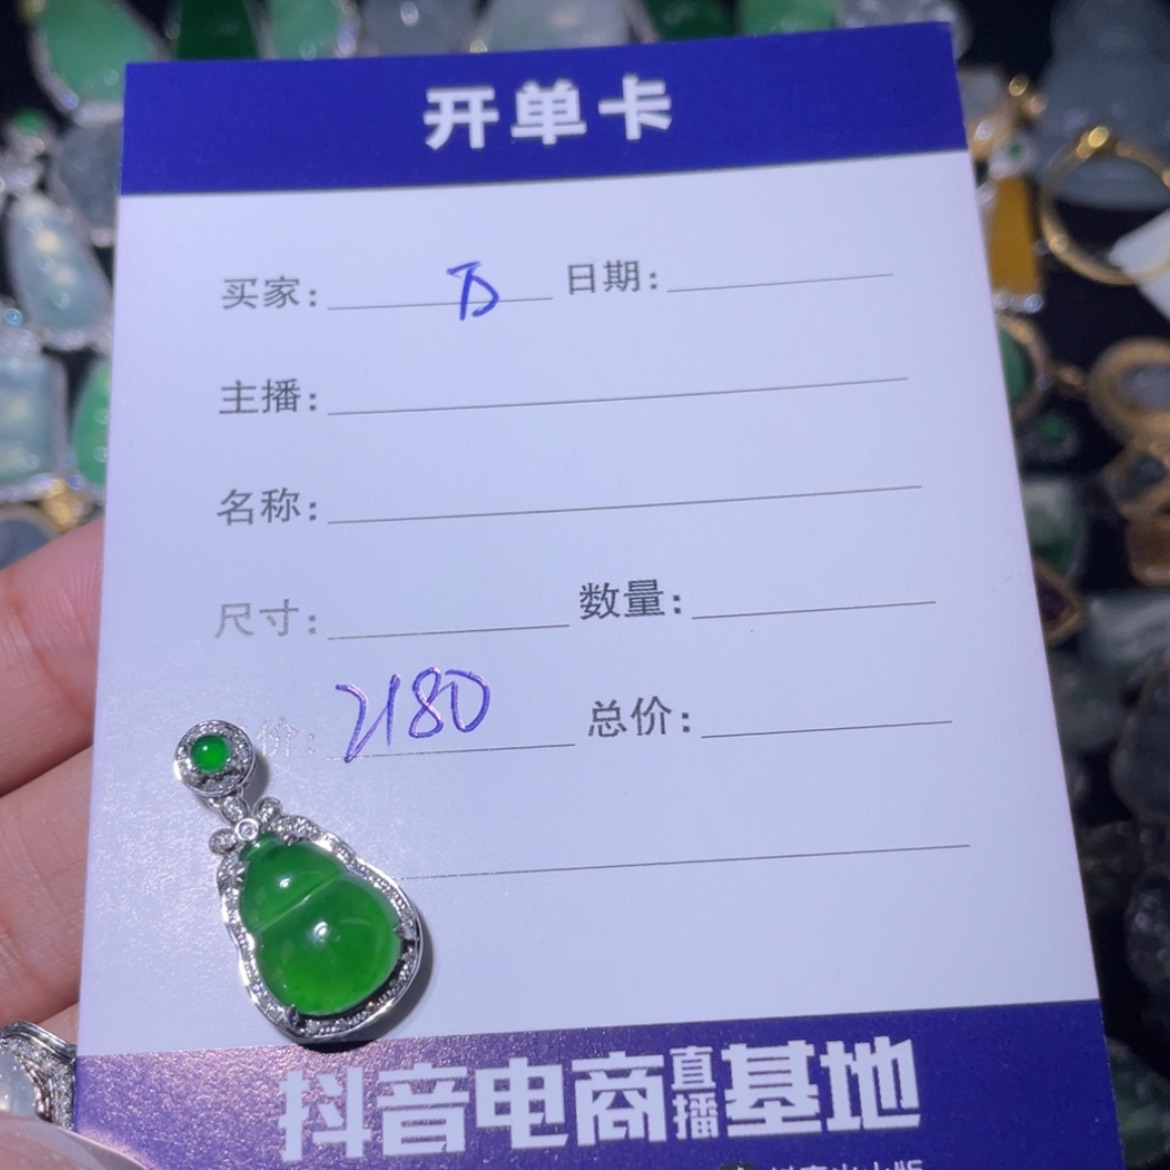 开单卡
买家： 日期：
主播：
名称：
尺寸： 数量：
价： 2180 总价：
抖音电商直播基地